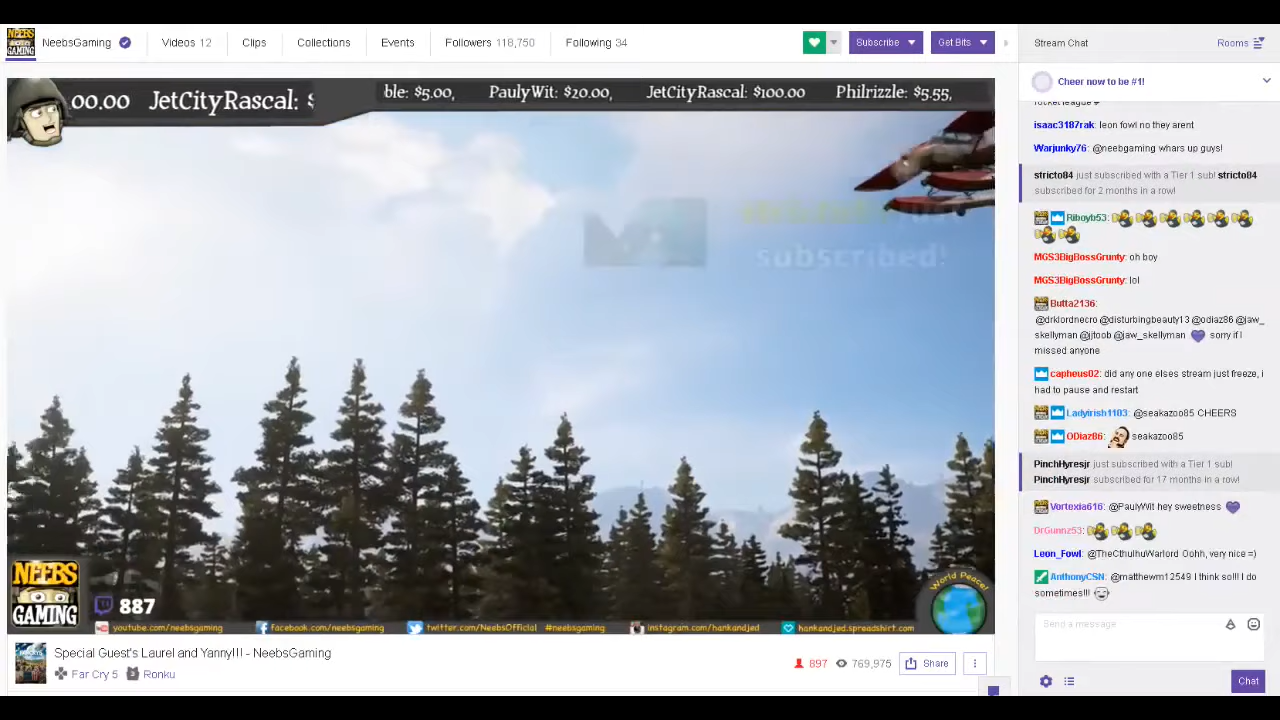 NEEBS
GAMING
NeebsGaming
Videos 12
Clips
Collections
Events
Followers 118,750
Following 34
Subscribe
Get Bits
Stream Chat
Rooms
Cheer now to be #1!
.00.00 JetCityRascal: $
ble: $5.00, PaulyWit: $20.00, JetCityRascal: $100.00 Philrizzle: $5.55,
subscribed!
NEEBS
GAMING
887
World Peace!
youtube.com/neebsgaming
facebook.com/neebsgaming
twitter.com/NeebsOfficial #neebsgaming
instagram.com/hankandjed
hankandjed.spreadshirt.com
Special Guest's Laurel and Yanny!!! - NeebsGaming
Far Cry 5
Ronku
897
769,975
Share
rocket league
isaac3187rak: leon fowl no they arent
Warjunky76: @neebgaming whars up guys!
stricto84 just subscribed with a Tier 1 sub! stricto84
subscribed for 2 months in a row!
Riboyb53:
MGS3BigBossGrunty: oh boy
MGS3BigBossGrunty: lol
Butta2136:
@drklordnecro @disturbingbeauty13 @odiaz86 @jaw_
skellyman @jtoob @jaw_skellyman sorry if I
missed anyone
capheus02: did any one elses stream just freeze, i
had to pause and restart
Ladyirish1103: @seakazoo85 CHEERS
ODiaz86: seakazoo85
PinchHyresjr just subscribed with a Tier 1 sub!
PinchHyresjr subscribed for 17 months in a row!
Vortexia616: @PaulyWit hey sweetness
DrGunnz53:
Leon_Fowl: @TheCthulhuWarlord Oohh, very nice =)
AnthonyCSN: @matthewm12549 I think so!!! I do
sometimes!!!
Send a message
Chat